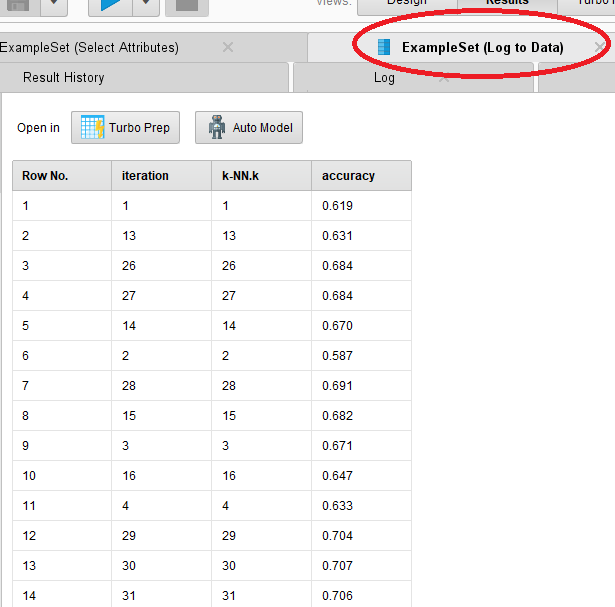 Views: Design Results Turbo
ExampleSet (Select Attributes) ExampleSet (Log to Data)
Result History Log
Open in Turbo Prep Auto Model
Row No. iteration k-NN.k accuracy
1 1 1 0.619
2 13 13 0.631
3 26 26 0.684
4 27 27 0.684
5 14 14 0.670
6 2 2 0.587
7 28 28 0.691
8 15 15 0.682
9 3 3 0.671
10 16 16 0.647
11 4 4 0.633
12 29 29 0.704
13 30 30 0.707
14 31 31 0.706